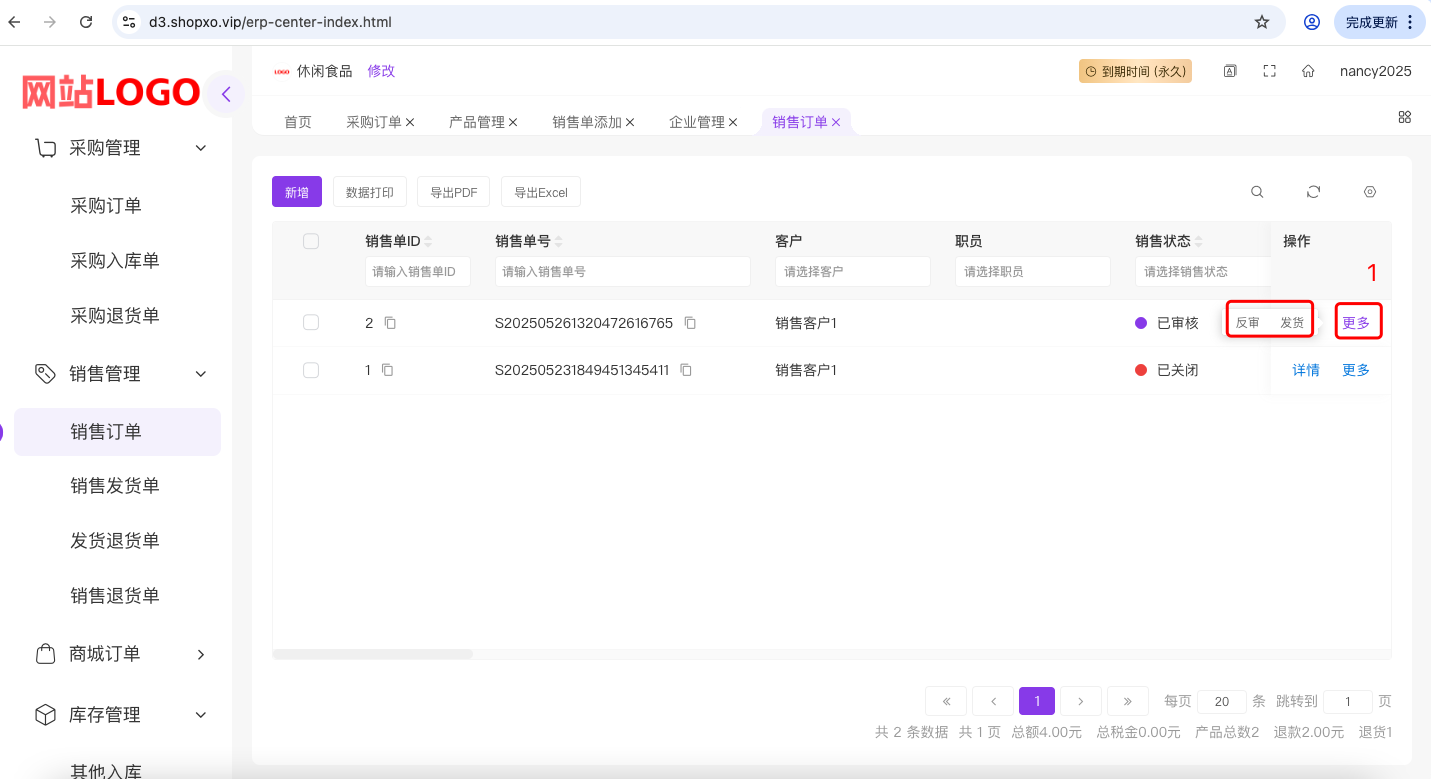 d3.shopxo.vip/erp-center-index.html 完成更新
网站LOGO
采购管理
采购订单
采购入库单
采购退货单
销售管理
销售订单
销售发货单
发货退货单
销售退货单
商城订单
库存管理
其他入库
LOGO 休闲食品 修改 到期时间 (永久) nancy2025
首页 采购订单 产品管理 销售单添加 企业管理 销售订单
新增 数据打印 导出PDF 导出Excel
销售单ID 销售单号 客户 职员 销售状态 操作
请输入销售单ID 请输入销售单号 请选择客户 请选择职员 请选择销售状态 1
2 S202505261320472616765 销售客户1 已审核 反审 发货 更多
1 S202505231849451345411 销售客户1 已关闭 详情 更多
« ‹ 1 › » 每页 20 条 跳转到 1 页
共 2 条数据 共 1 页 总额4.00元 总税金0.00元 产品总数2 退款2.00元 退货1